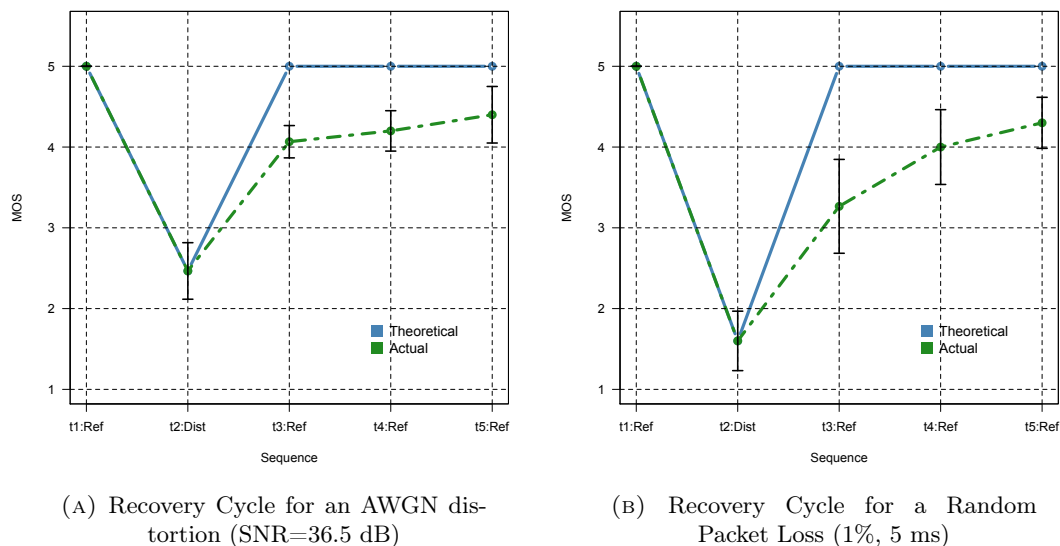 5
4
3
2
1
MOS
Theoretical
Actual
t1:Ref t2:Dist t3:Ref t4:Ref t5:Ref
Sequence
(A) Recovery Cycle for an AWGN dis-
tortion (SNR=36.5 dB)
5
4
3
2
1
MOS
Theoretical
Actual
t1:Ref t2:Dist t3:Ref t4:Ref t5:Ref
Sequence
(B) Recovery Cycle for a Random
Packet Loss (1%, 5 ms)